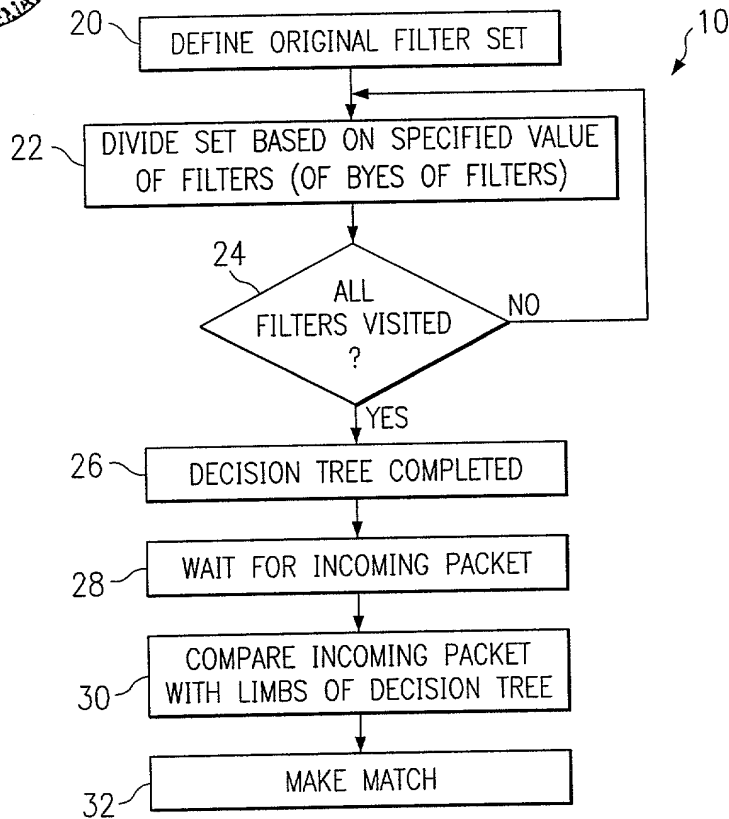 20
DEFINE ORIGINAL FILTER SET
10
22
DIVIDE SET BASED ON SPECIFIED VALUE
OF FILTERS (OF BYES OF FILTERS)
24
ALL
FILTERS VISITED
?
NO
YES
26
DECISION TREE COMPLETED
28
WAIT FOR INCOMING PACKET
30
COMPARE INCOMING PACKET
WITH LIMBS OF DECISION TREE
32
MAKE MATCH